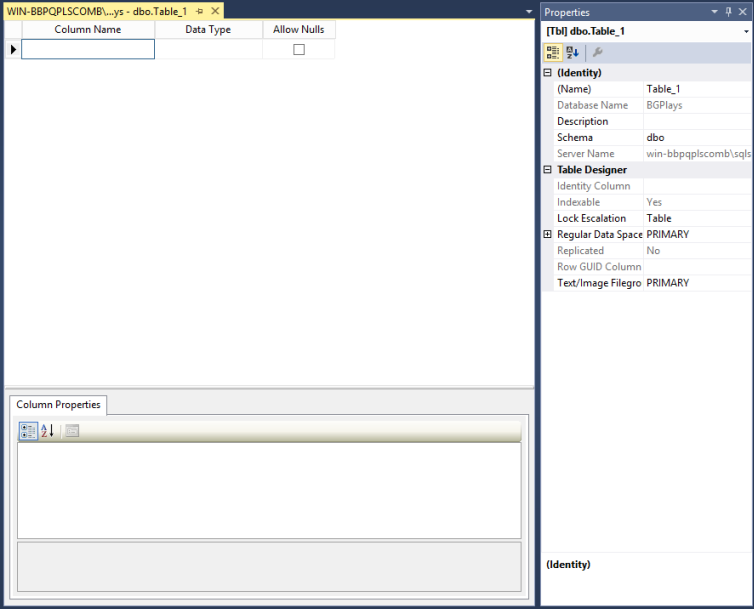 WIN-BBPQPLSCOMB\...ys - dbo.Table_1
Column Name Data Type Allow Nulls
Column Properties
Properties
[Tbl] dbo.Table_1
(Identity)
(Name) Table_1
Database Name BGPlays
Description
Schema dbo
Server Name win-bbpqplscomb\sqls
Table Designer
Identity Column
Indexable Yes
Lock Escalation Table
Regular Data Space PRIMARY
Replicated No
Row GUID Column
Text/Image Filegro PRIMARY
(Identity)